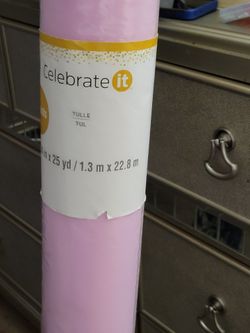 Celebrate it
TULLE
TUL
x 25 yd / 1.3 m x 22.8 m